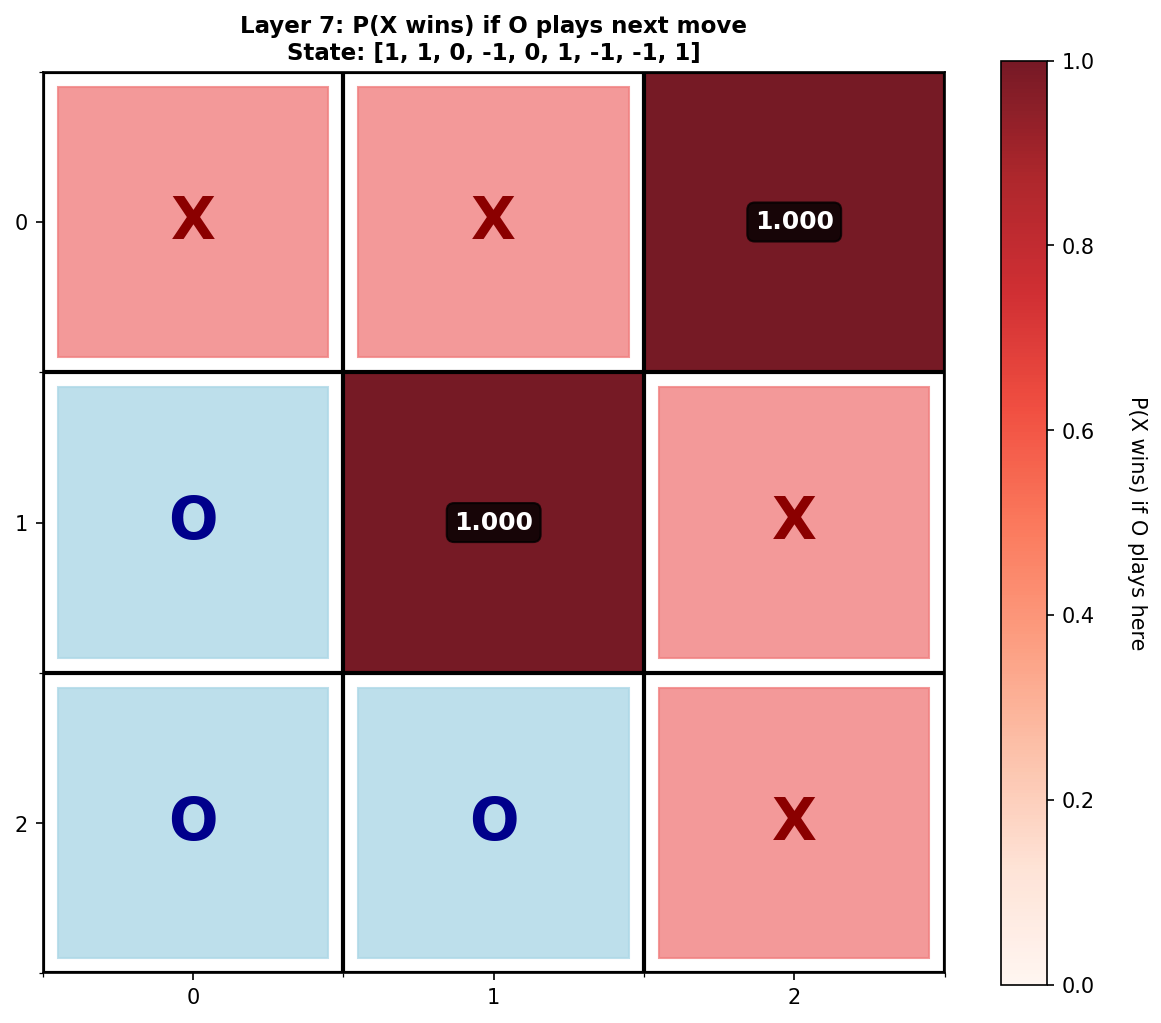 Layer 7: P(X wins) if O plays next move
State: [1, 1, 0, -1, 0, 1, -1, -1, 1]
X
X
1.000
O
1.000
X
O
O
X
0
1
2
0
1
2
1.0
0.8
0.6
0.4
0.2
0.0
P(X wins) if O plays here